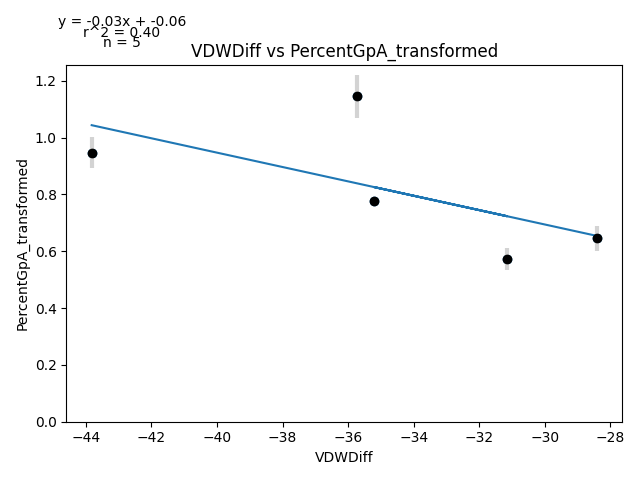 y = -0.03x + -0.06
r^2 = 0.40
n = 5
VDWDiff vs PercentGpA_transformed
PercentGpA_transformed
1.2
1.0
0.8
0.6
0.4
0.2
0.0
−44 −42 −40 −38 −36 −34 −32 −30 −28
VDWDiff